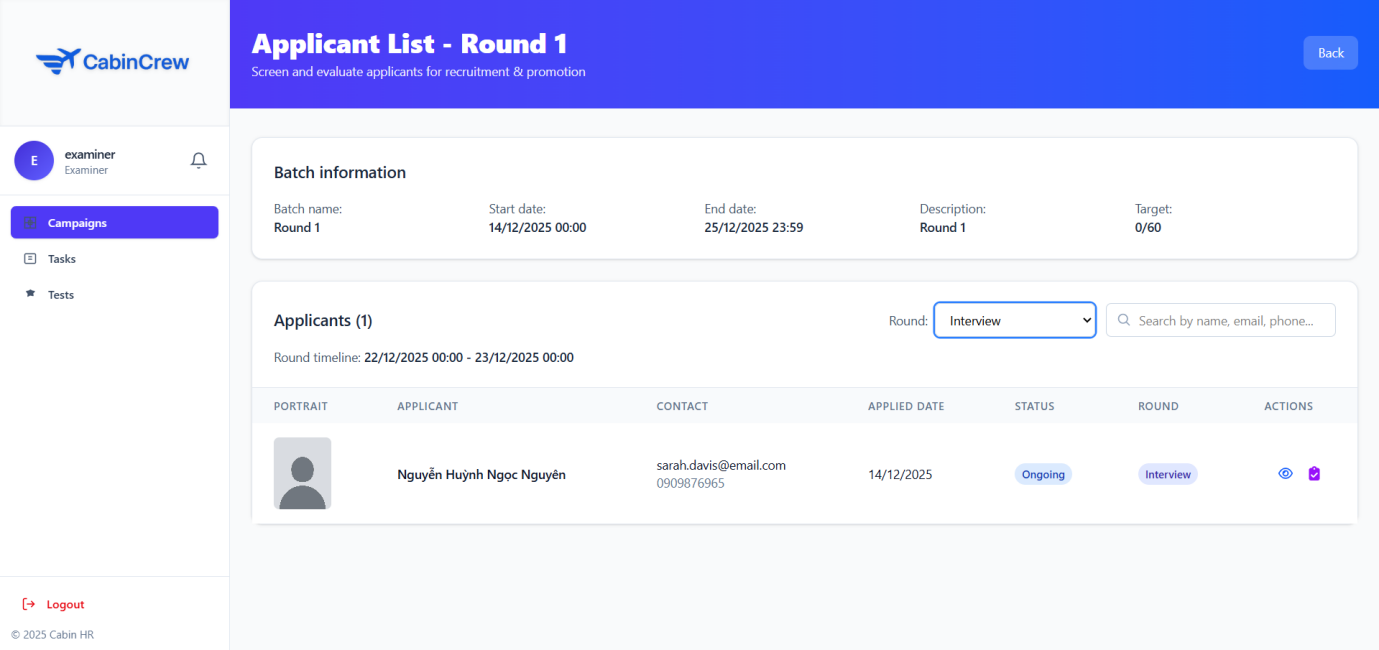 CabinCrew
Applicant List - Round 1
Screen and evaluate applicants for recruitment & promotion
Back
E
examiner
Examiner
Campaigns
Tasks
Tests
Batch information
Batch name:
Round 1
Start date:
14/12/2025 00:00
End date:
25/12/2025 23:59
Description:
Round 1
Target:
0/60
Applicants (1)
Round: Interview
Search by name, email, phone...
Round timeline: 22/12/2025 00:00 - 23/12/2025 00:00
PORTRAIT APPLICANT CONTACT APPLIED DATE STATUS ROUND ACTIONS
Nguyễn Huỳnh Ngọc Nguyên
sarah.davis@email.com
0909876965
14/12/2025
Ongoing
Interview
Logout
© 2025 Cabin HR